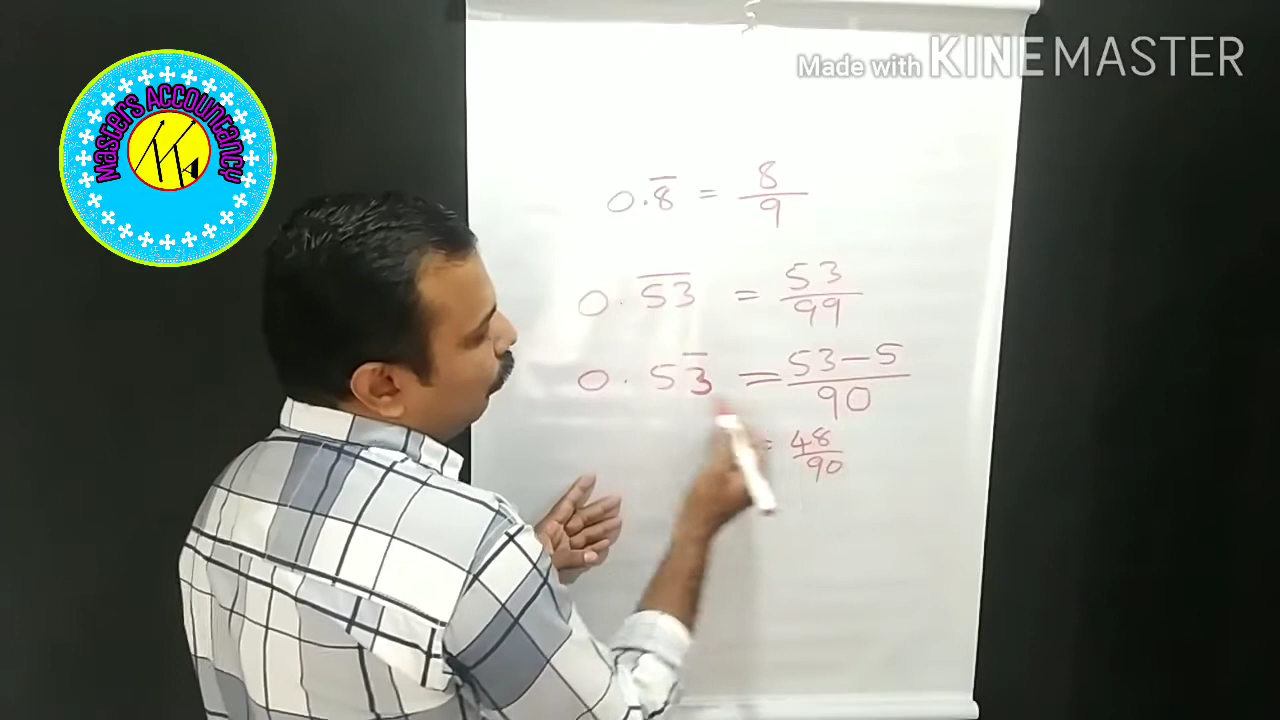 Made with KINEMASTER
Masters ACCOUNTANCY
MA
0.8̅ = 8/9
0.5̅3̅ = 53/99
0.53̅ = 53-5/90
= 48/90